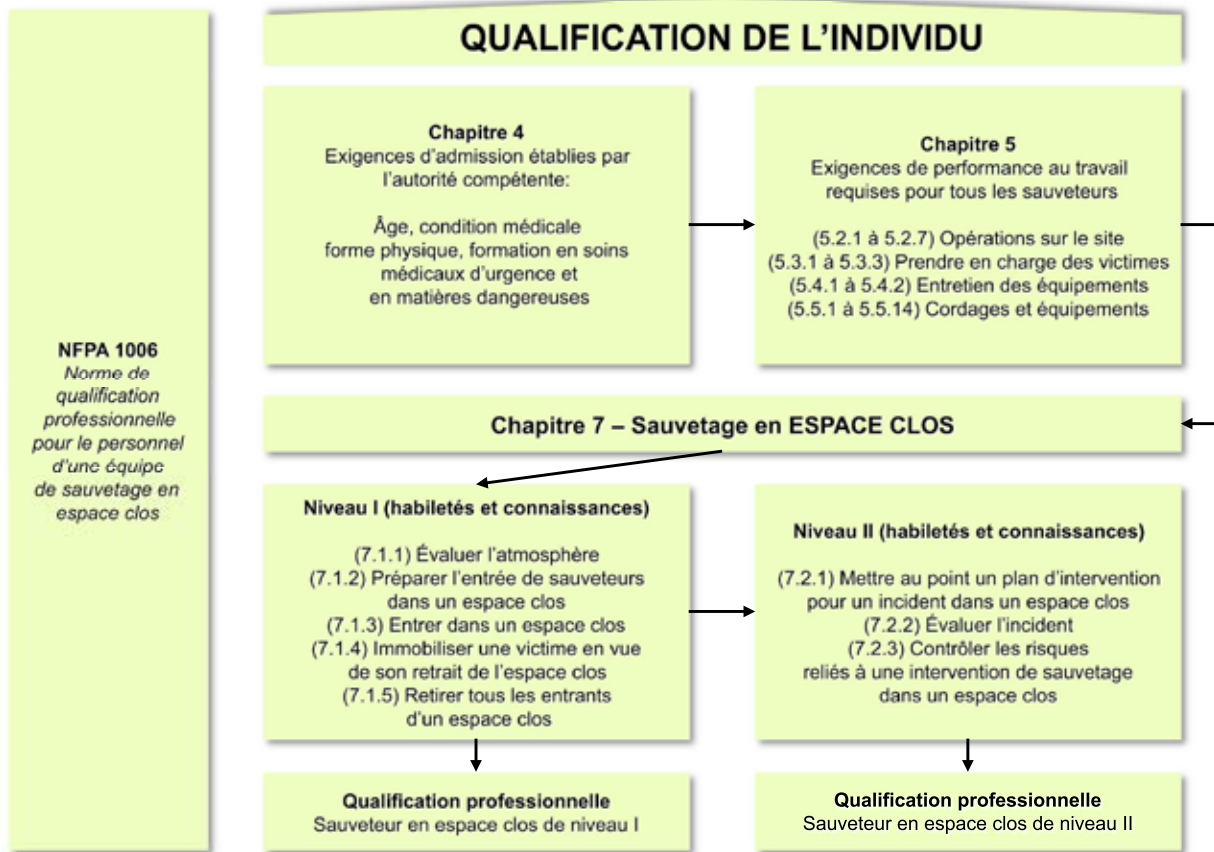 NFPA 1006
Norme de
qualification
professionnelle
pour le personnel
d'une équipe
de sauvetage en
espace clos
QUALIFICATION DE L'INDIVIDU
Chapitre 4
Exigences d'admission établies par
l'autorité compétente:
Âge, condition médicale
forme physique, formation en soins
médicaux d'urgence et
en matières dangereuses
Chapitre 5
Exigences de performance au travail
requises pour tous les sauveteurs
(5.2.1 à 5.2.7) Opérations sur le site
(5.3.1 à 5.3.3) Prendre en charge des victimes
(5.4.1 à 5.4.2) Entretien des équipements
(5.5.1 à 5.5.14) Cordages et équipements
Chapitre 7 – Sauvetage en ESPACE CLOS
Niveau I (habiletés et connaissances)
(7.1.1) Évaluer l'atmosphère
(7.1.2) Préparer l'entrée de sauveteurs
dans un espace clos
(7.1.3) Entrer dans un espace clos
(7.1.4) Immobiliser une victime en vue
de son retrait de l'espace clos
(7.1.5) Retirer tous les entrants
d'un espace clos
Niveau II (habiletés et connaissances)
(7.2.1) Mettre au point un plan d'intervention
pour un incident dans un espace clos
(7.2.2) Évaluer l'incident
(7.2.3) Contrôler les risques
reliés à une intervention de sauvetage
dans un espace clos
Qualification professionnelle
Sauveteur en espace clos de niveau I
Qualification professionnelle
Sauveteur en espace clos de niveau II